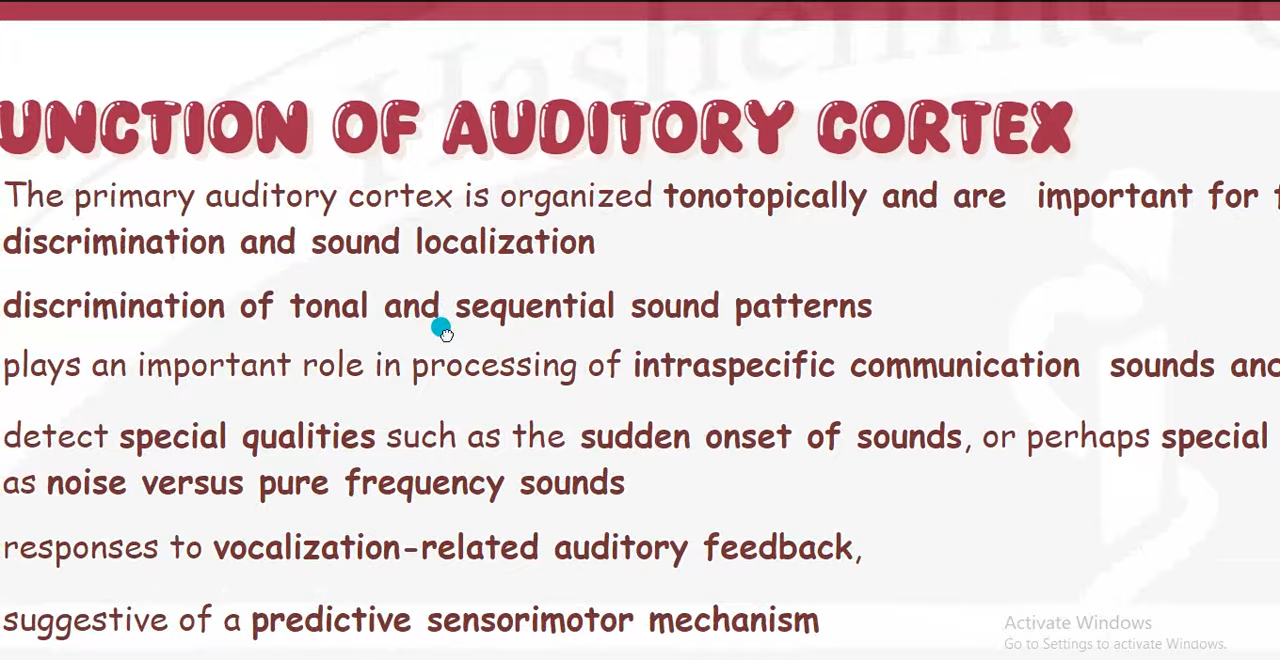 Hashemite
UNCTION OF AUDITORY CORTEX
The primary auditory cortex is organized tonotopically and are important for
discrimination and sound localization
discrimination of tonal and sequential sound patterns
plays an important role in processing of intraspecific communication sounds and
detect special qualities such as the sudden onset of sounds, or perhaps special
as noise versus pure frequency sounds
responses to vocalization-related auditory feedback,
suggestive of a predictive sensorimotor mechanism
Activate Windows
Go to Settings to activate Windows.